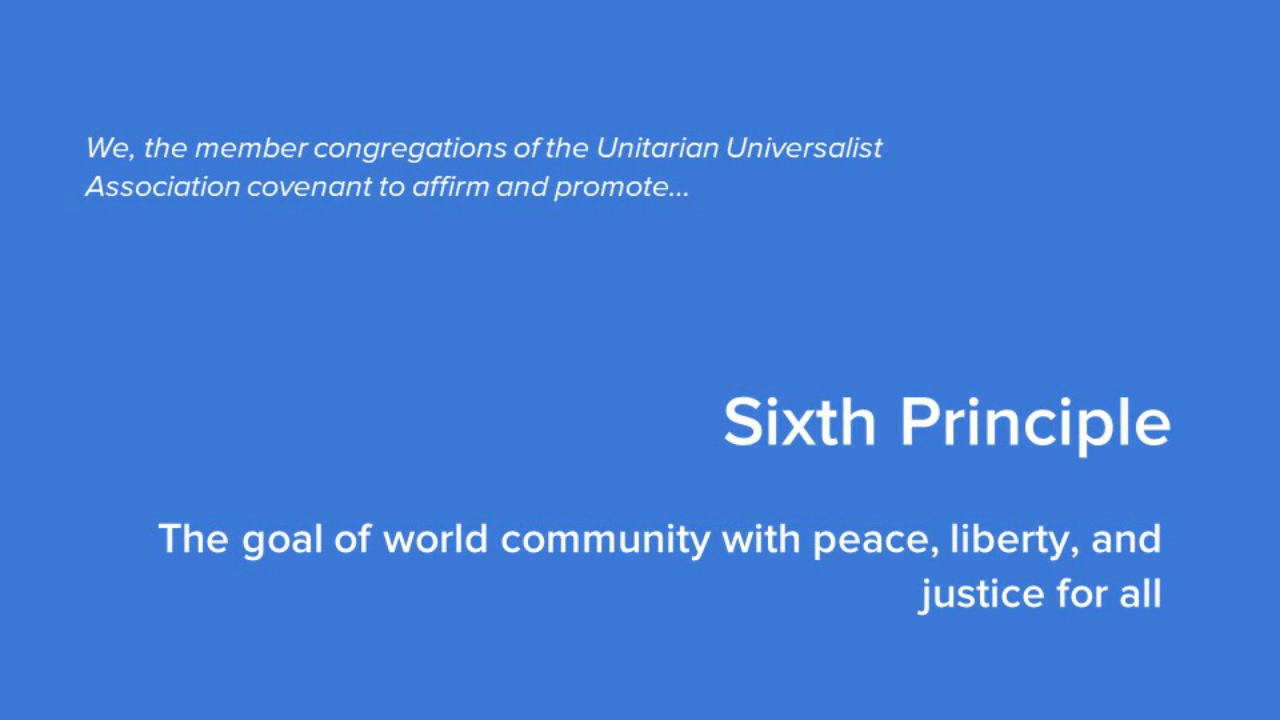 We, the member congregations of the Unitarian Universalist
Association covenant to affirm and promote...
Sixth Principle
The goal of world community with peace, liberty, and
justice for all